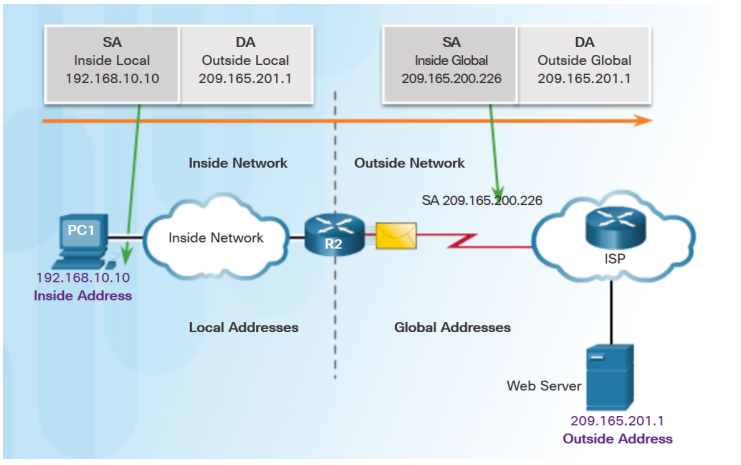 SA
Inside Local
192.168.10.10
DA
Outside Local
209.165.201.1
SA
Inside Global
209.165.200.226
DA
Outside Global
209.165.201.1
Inside Network
Outside Network
SA 209.165.200.226
PC1
Inside Network
R2
ISP
192.168.10.10
Inside Address
Local Addresses
Global Addresses
Web Server
209.165.201.1
Outside Address